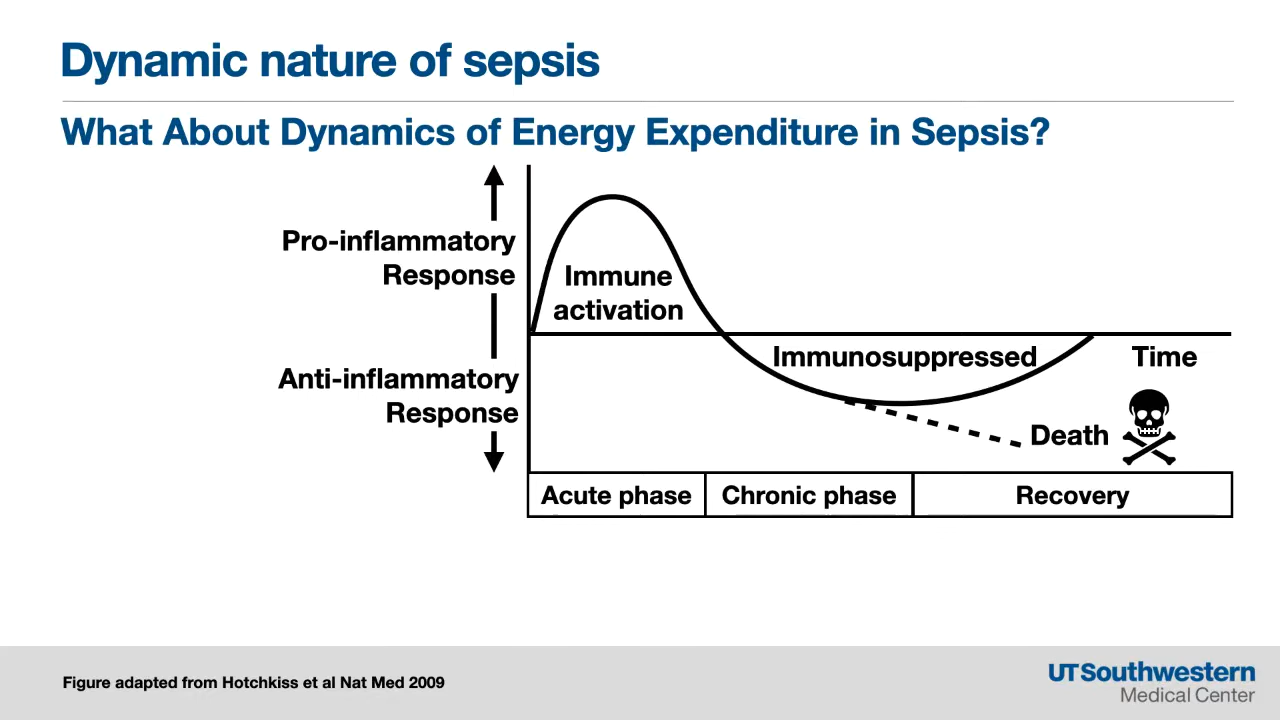 Dynamic nature of sepsis
What About Dynamics of Energy Expenditure in Sepsis?
Pro-inflammatory
Response
Anti-inflammatory
Response
Immune
activation
Immunosuppressed
Time
Death
Acute phase
Chronic phase
Recovery
Figure adapted from Hotchkiss et al Nat Med 2009
UTSouthwestern
Medical Center